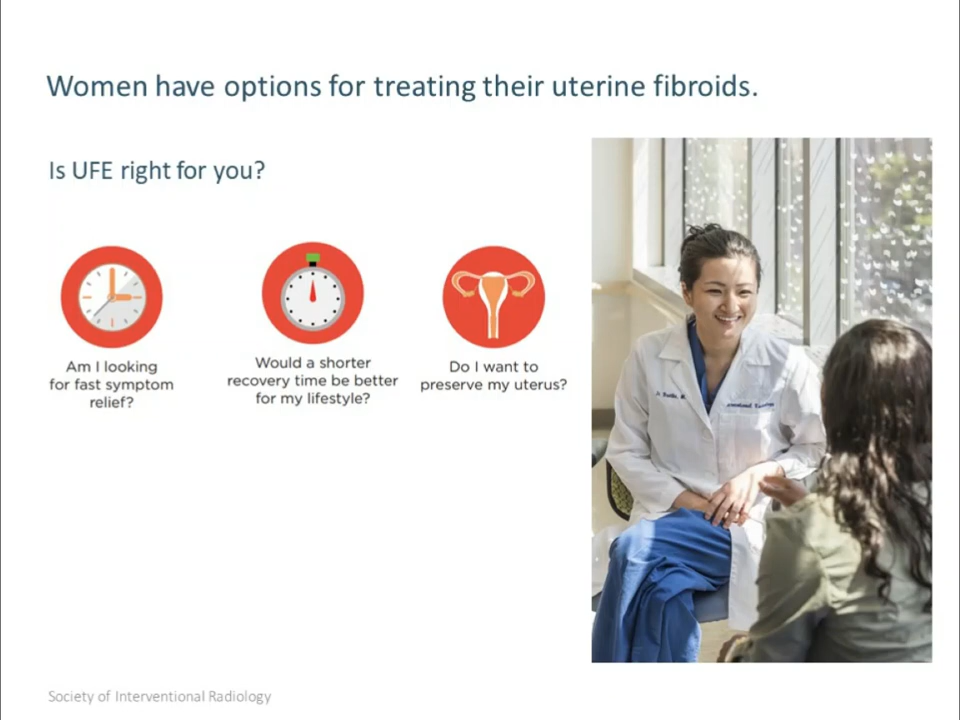 Women have options for treating their uterine fibroids.
Is UFE right for you?
Am I looking
for fast symptom
relief?
Would a shorter
recovery time be better
for my lifestyle?
Do I want to
preserve my uterus?
Society of Interventional Radiology